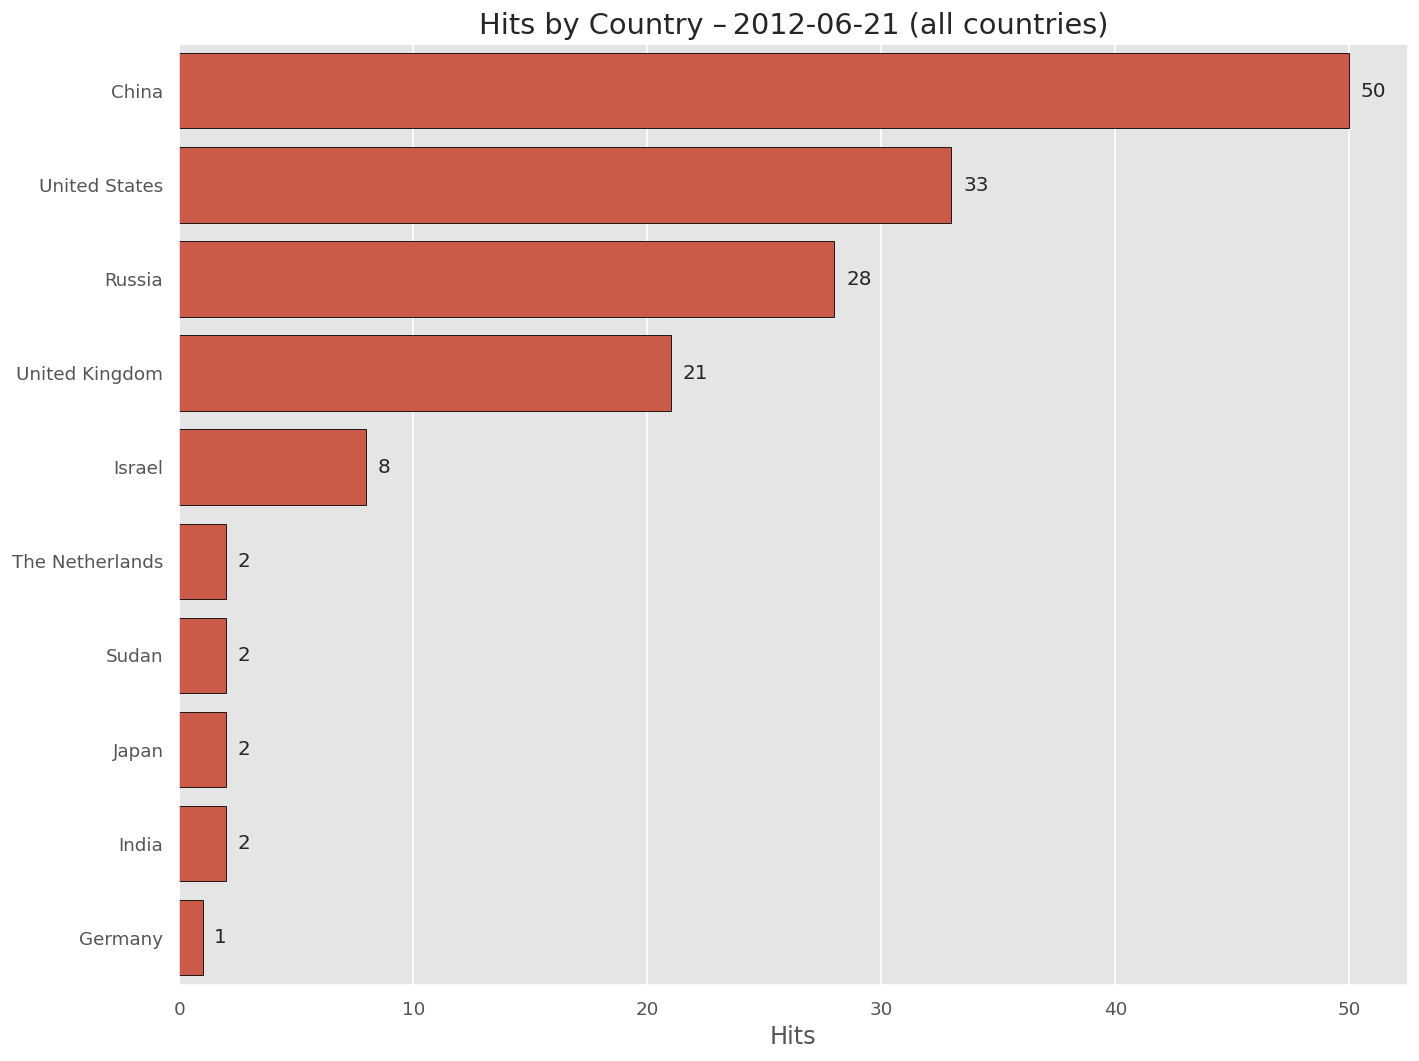 Hits by Country – 2012-06-21 (all countries)
China 50
United States 33
Russia 28
United Kingdom 21
Israel 8
The Netherlands 2
Sudan 2
Japan 2
India 2
Germany 1
0 10 20 30 40 50
Hits